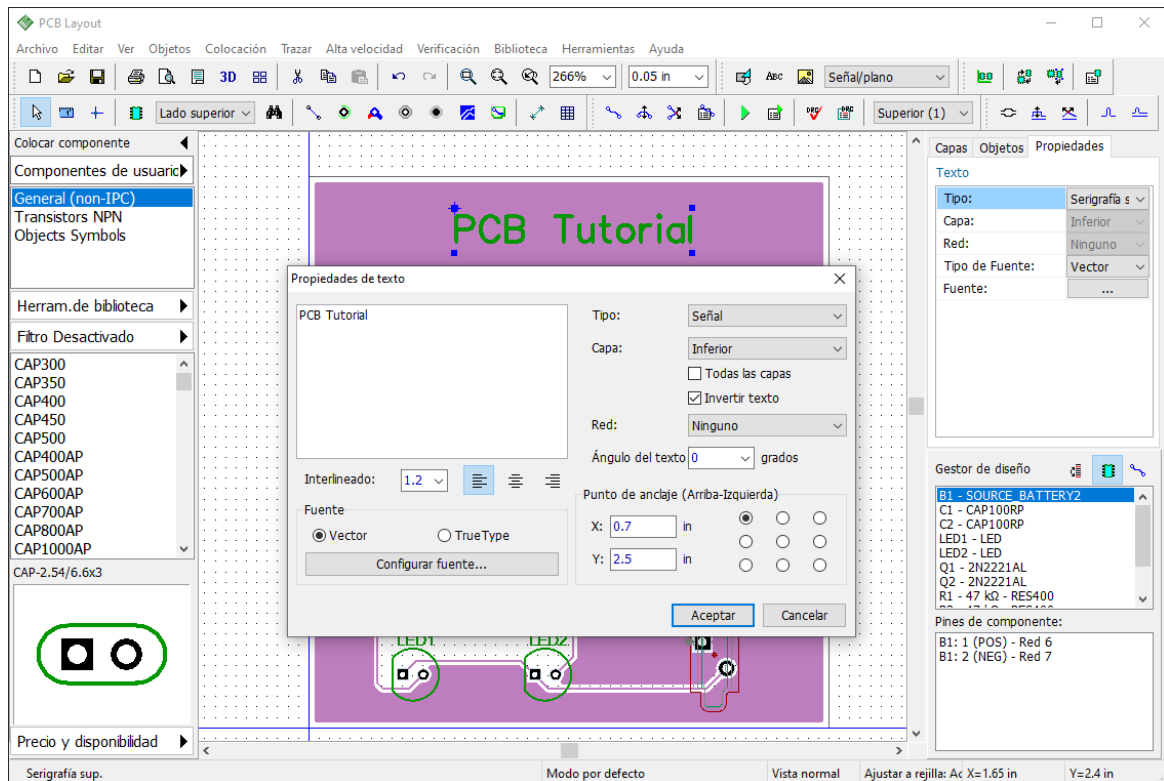 PCB Layout
Archivo Editar Ver Objetos Colocación Trazar Alta velocidad Verificación Biblioteca Herramientas Ayuda
3D 266% 0.05 in ABC Señal/plano
Lado superior DRC DRC Superior (1)
Colocar componente
Componentes de usuaric
General (non-IPC)
Transistors NPN
Objects Symbols
Herram.de biblioteca
Filtro Desactivado
CAP300
CAP350
CAP400
CAP450
CAP500
CAP400AP
CAP500AP
CAP600AP
CAP700AP
CAP800AP
CAP1000AP
CAP-2.54/6.6x3
Precio y disponibilidad
PCB Tutorial
Propiedades de texto
PCB Tutorial
Interlineado: 1.2
Fuente
Vector TrueType
Configurar fuente...
Tipo: Señal
Capa: Inferior
Todas las capas
Invertir texto
Red: Ninguno
Ángulo del texto 0 grados
Punto de anclaje (Arriba-Izquierda)
X: 0.7 in
Y: 2.5 in
Aceptar Cancelar
LED1 LED2
Capas Objetos Propiedades
Texto
Tipo: Serigrafía s
Capa: Inferior
Red: Ninguno
Tipo de Fuente: Vector
Fuente: ...
Gestor de diseño
B1 - SOURCE_BATTERY2
C1 - CAP100RP
C2 - CAP100RP
LED1 - LED
LED2 - LED
Q1 - 2N2221AL
Q2 - 2N2221AL
R1 - 47 kΩ - RES400
Pines de componente:
B1: 1 (POS) - Red 6
B1: 2 (NEG) - Red 7
Serigrafía sup. Modo por defecto Vista normal Ajustar a rejilla: Ac X=1.65 in Y=2.4 in